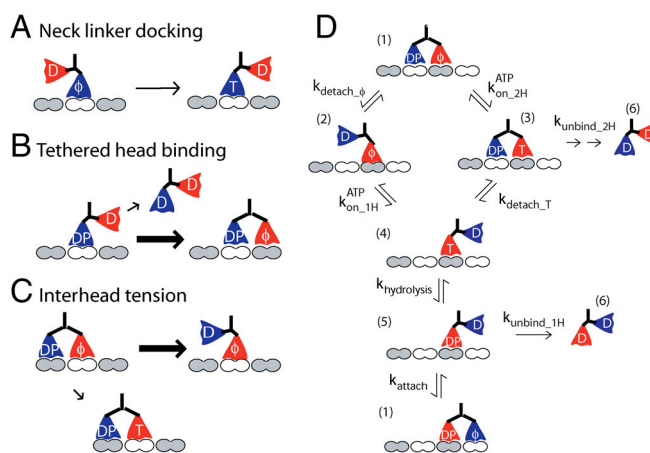 A Neck linker docking
D
ϕ
T
D
B Tethered head binding
D
D
D
DP
DP
ϕ
C Interhead tension
DP
ϕ
D
ϕ
DP
T
D
(1)
DP
ϕ
k detach_ϕ
k on_2H ATP
(2)
D
ϕ
(3)
DP
T
k unbind_2H
(6)
D
D
k on_1H ATP
k detach_T
(4)
D
T
k hydrolysis
(5)
D
DP
k unbind_1H
(6)
D
D
k attach
(1)
DP
ϕ